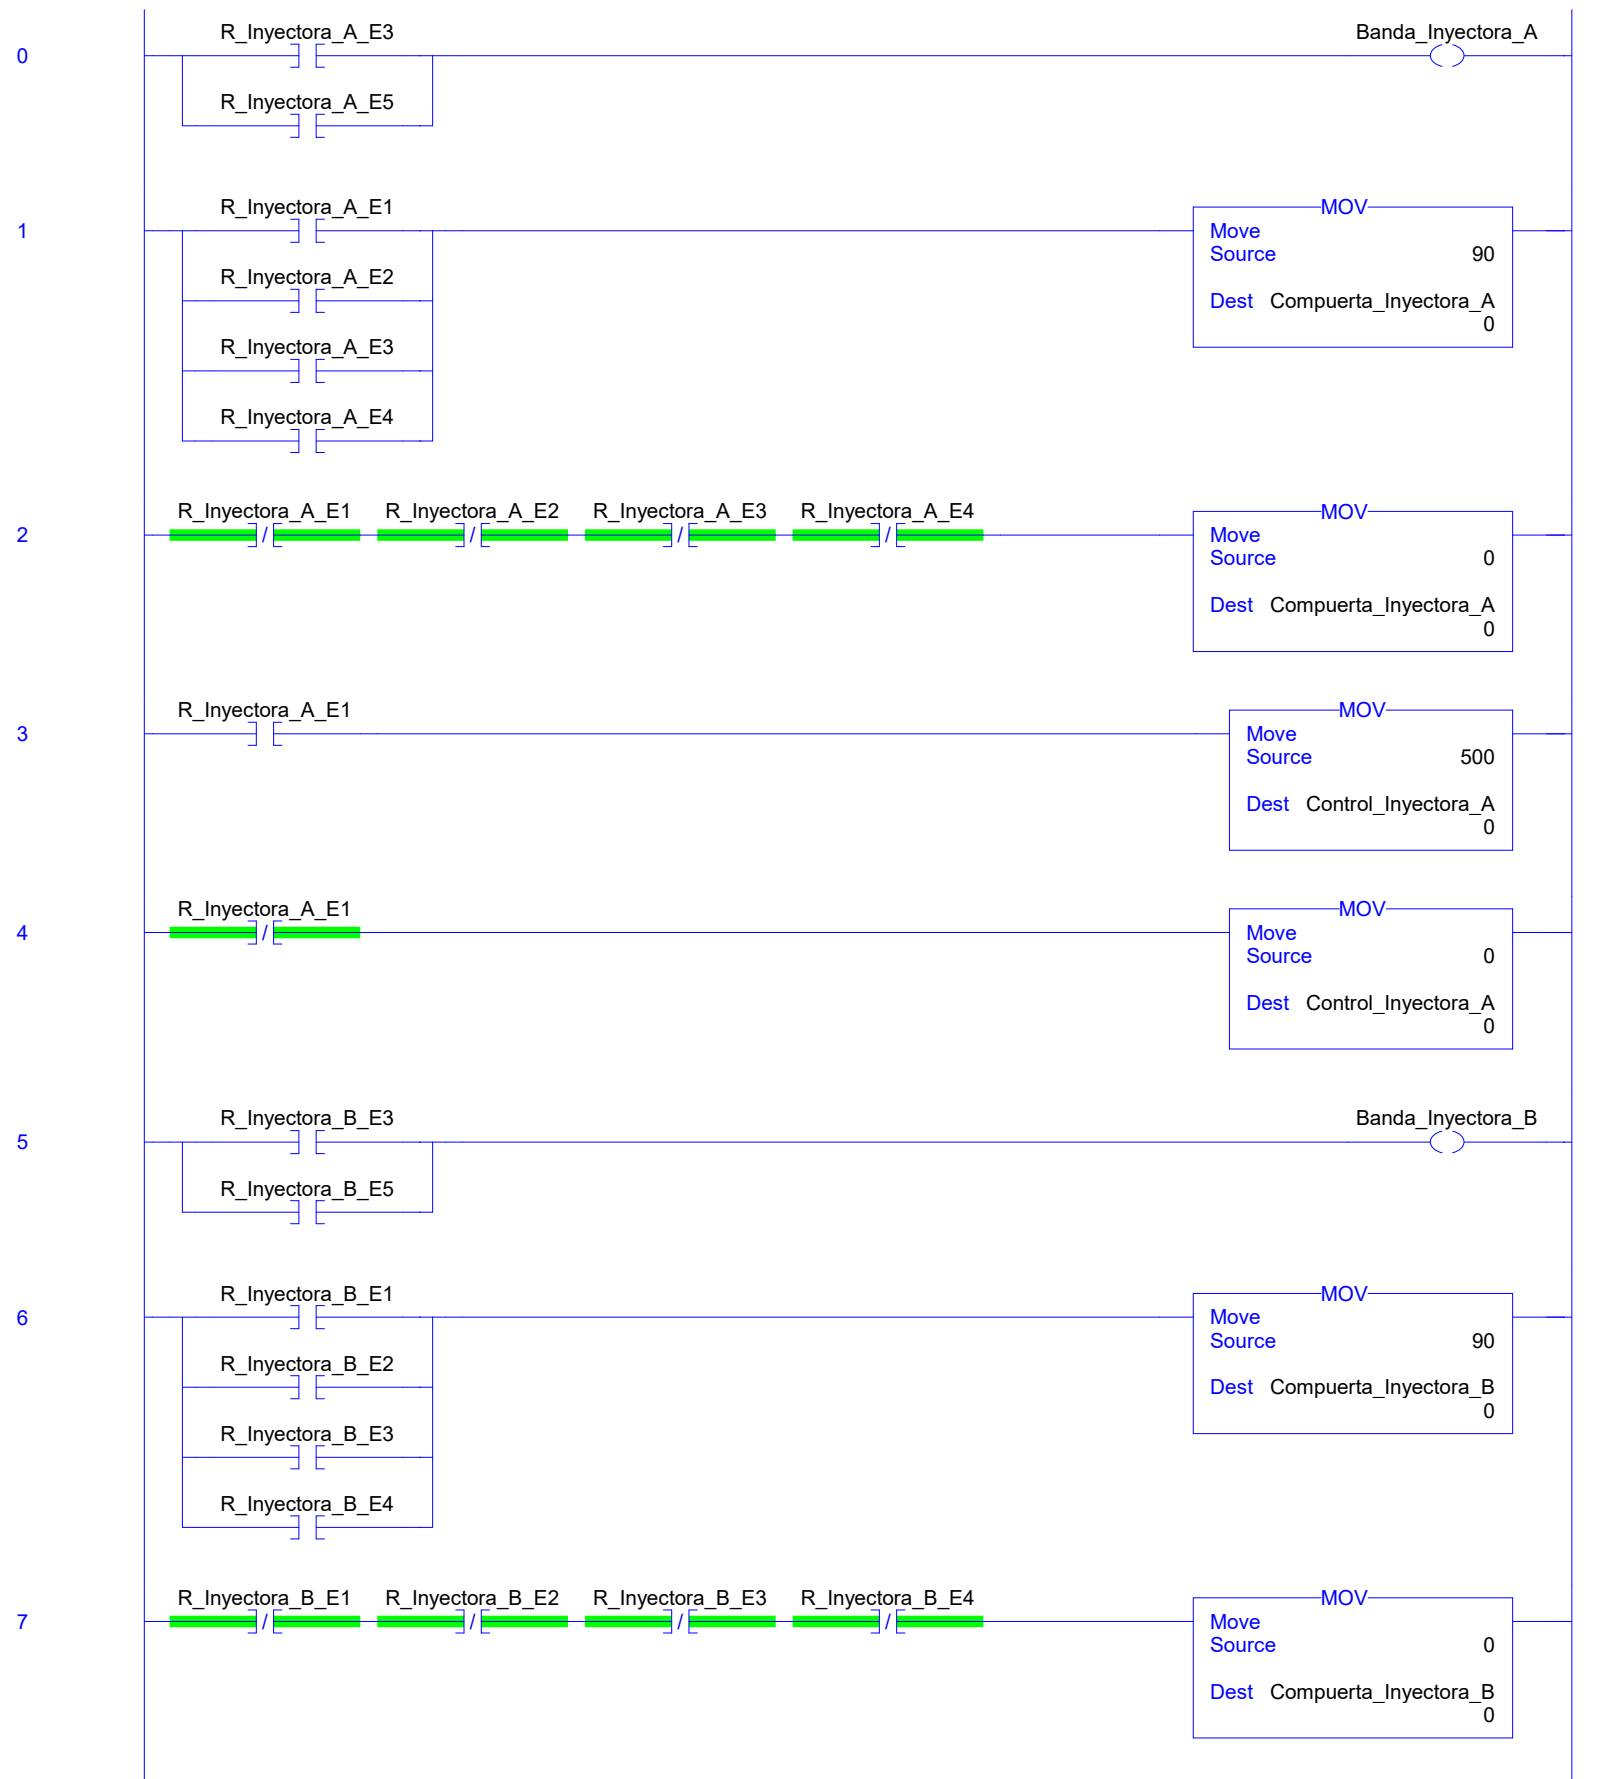 R_Inyectora_A_E3 Banda_Inyectora_A
0
R_Inyectora_A_E5
R_Inyectora_A_E1 MOV
1 Move
Source 90
R_Inyectora_A_E2
Dest Compuerta_Inyectora_A
0
R_Inyectora_A_E3
R_Inyectora_A_E4
R_Inyectora_A_E1 R_Inyectora_A_E2 R_Inyectora_A_E3 R_Inyectora_A_E4 MOV
2 / / / / Move
Source 0
Dest Compuerta_Inyectora_A
0
R_Inyectora_A_E1 MOV
3 Move
Source 500
Dest Control_Inyectora_A
0
R_Inyectora_A_E1 MOV
4 / Move
Source 0
Dest Control_Inyectora_A
0
R_Inyectora_B_E3 Banda_Inyectora_B
5
R_Inyectora_B_E5
R_Inyectora_B_E1 MOV
6 Move
Source 90
R_Inyectora_B_E2
Dest Compuerta_Inyectora_B
0
R_Inyectora_B_E3
R_Inyectora_B_E4
R_Inyectora_B_E1 R_Inyectora_B_E2 R_Inyectora_B_E3 R_Inyectora_B_E4 MOV
7 / / / / Move
Source 0
Dest Compuerta_Inyectora_B
0